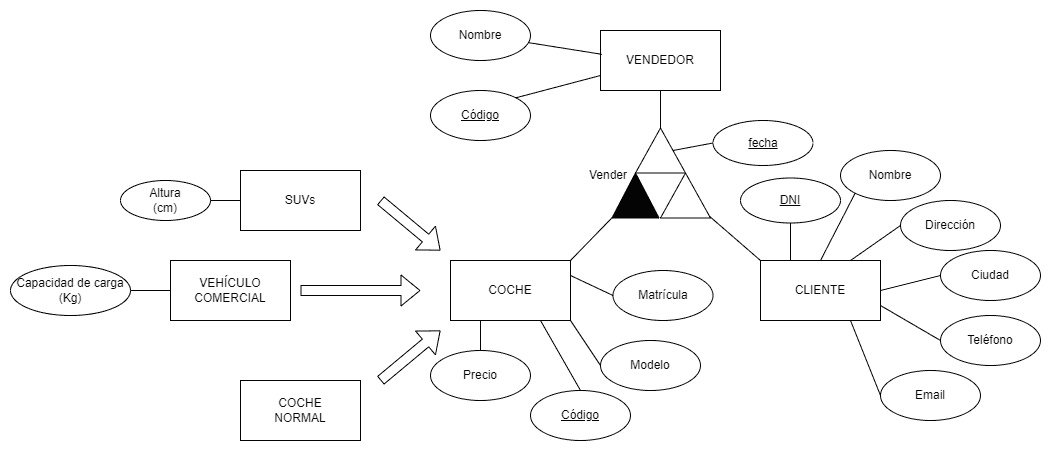 Nombre
VENDEDOR
Código
fecha
Vender
Altura
(cm)
SUVs
DNI
Nombre
Dirección
Capacidad de carga
(Kg)
VEHÍCULO
COMERCIAL
COCHE
Matrícula
CLIENTE
Ciudad
Teléfono
Precio
Modelo
Email
COCHE
NORMAL
Código